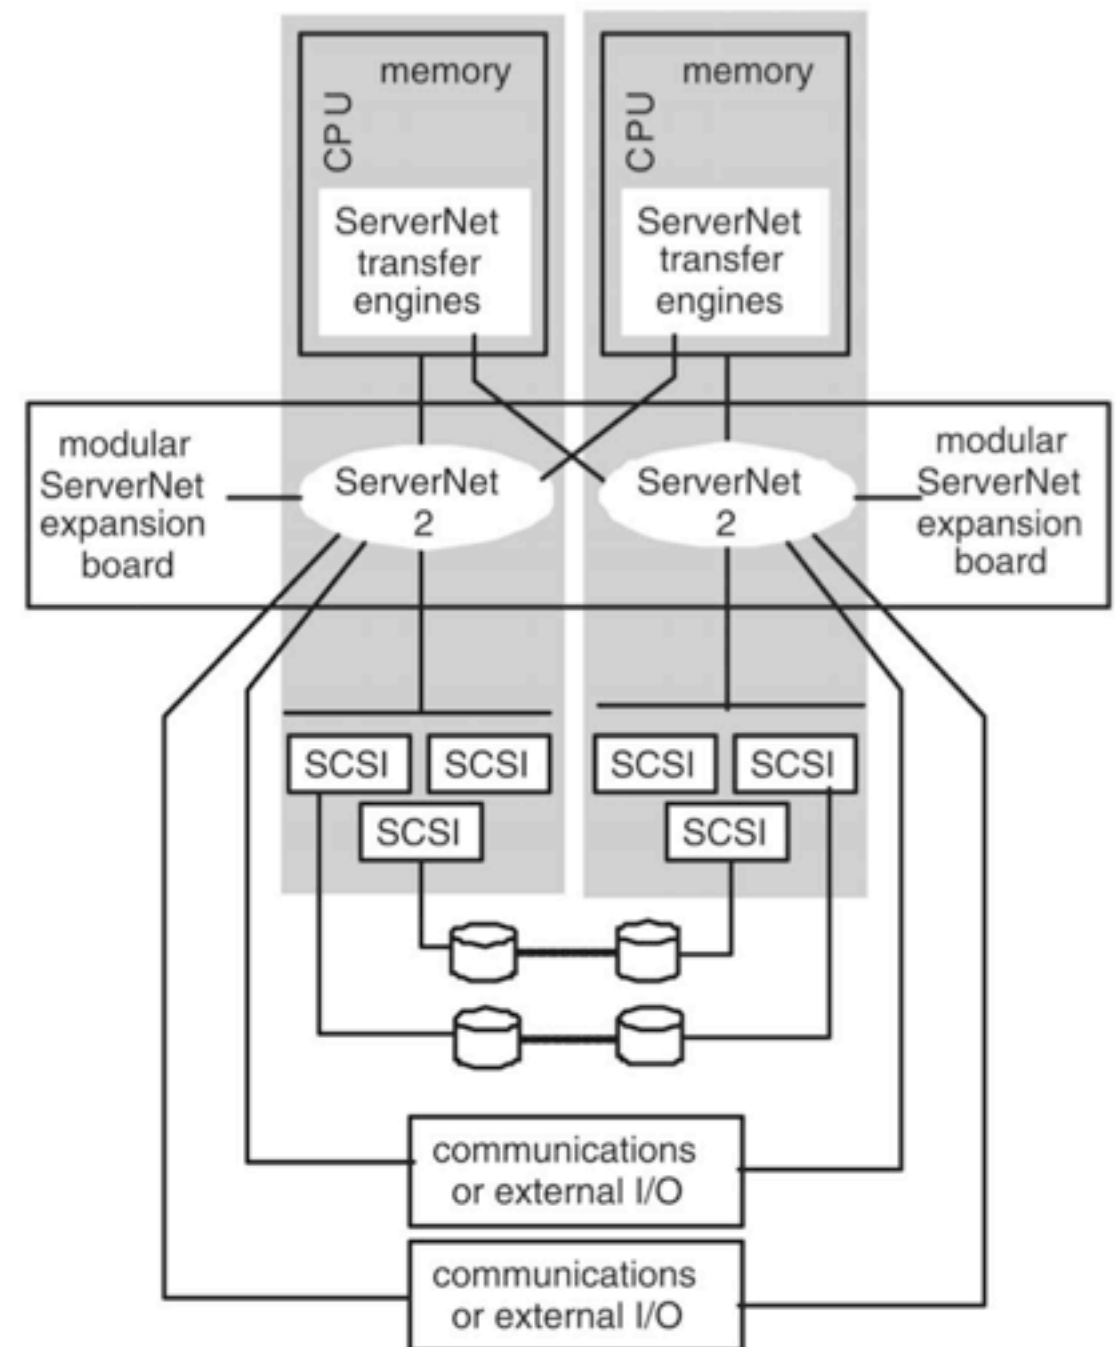 memory
CPU
ServerNet
transfer
engines
memory
CPU
ServerNet
transfer
engines
modular
ServerNet
expansion
board
ServerNet
2
ServerNet
2
modular
ServerNet
expansion
board
SCSI
SCSI
SCSI
SCSI
SCSI
SCSI
communications
or external I/O
communications
or external I/O